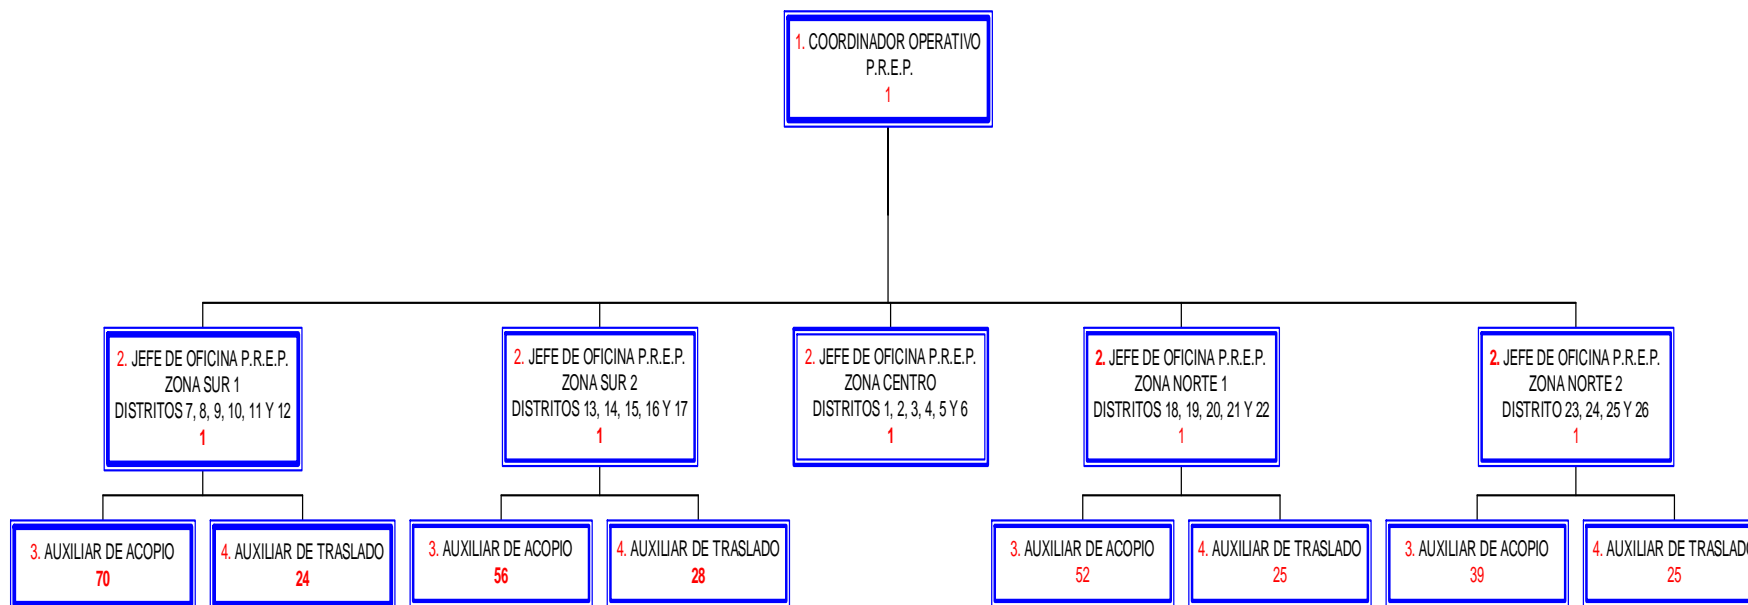 1. COORDINADOR OPERATIVO
P.R.E.P.
1
2. JEFE DE OFICINA P.R.E.P.
ZONA SUR 1
DISTRITOS 7, 8, 9, 10, 11 Y 12
1
2. JEFE DE OFICINA P.R.E.P.
ZONA SUR 2
DISTRITOS 13, 14, 15, 16 Y 17
1
2. JEFE DE OFICINA P.R.E.P.
ZONA CENTRO
DISTRITOS 1, 2, 3, 4, 5 Y 6
1
2. JEFE DE OFICINA P.R.E.P.
ZONA NORTE 1
DISTRITOS 18, 19, 20, 21 Y 22
1
2. JEFE DE OFICINA P.R.E.P.
ZONA NORTE 2
DISTRITO 23, 24, 25 Y 26
1
3. AUXILIAR DE ACOPIO
70
4. AUXILIAR DE TRASLADO
24
3. AUXILIAR DE ACOPIO
56
4. AUXILIAR DE TRASLADO
28
3. AUXILIAR DE ACOPIO
52
4. AUXILIAR DE TRASLADO
25
3. AUXILIAR DE ACOPIO
39
4. AUXILIAR DE TRASLADO
25